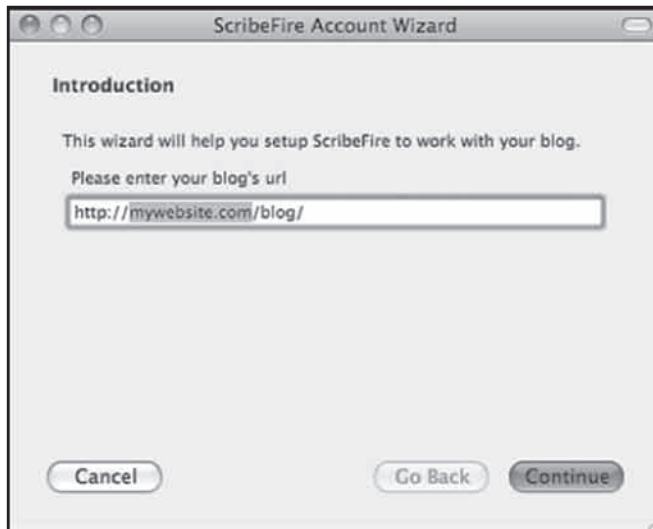 ScribeFire Account Wizard
Introduction
This wizard will help you setup ScribeFire to work with your blog.
Please enter your blog's url
http://mywebsite.com/blog/
Cancel
Go Back
Continue